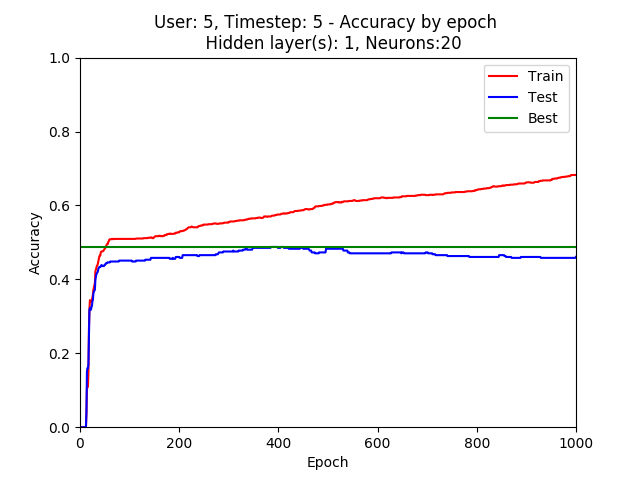 User: 5, Timestep: 5 - Accuracy by epoch
Hidden layer(s): 1, Neurons:20
Train
Test
Best
1.0
0.8
0.6
0.4
0.2
0.0
Accuracy
0 200 400 600 800 1000
Epoch